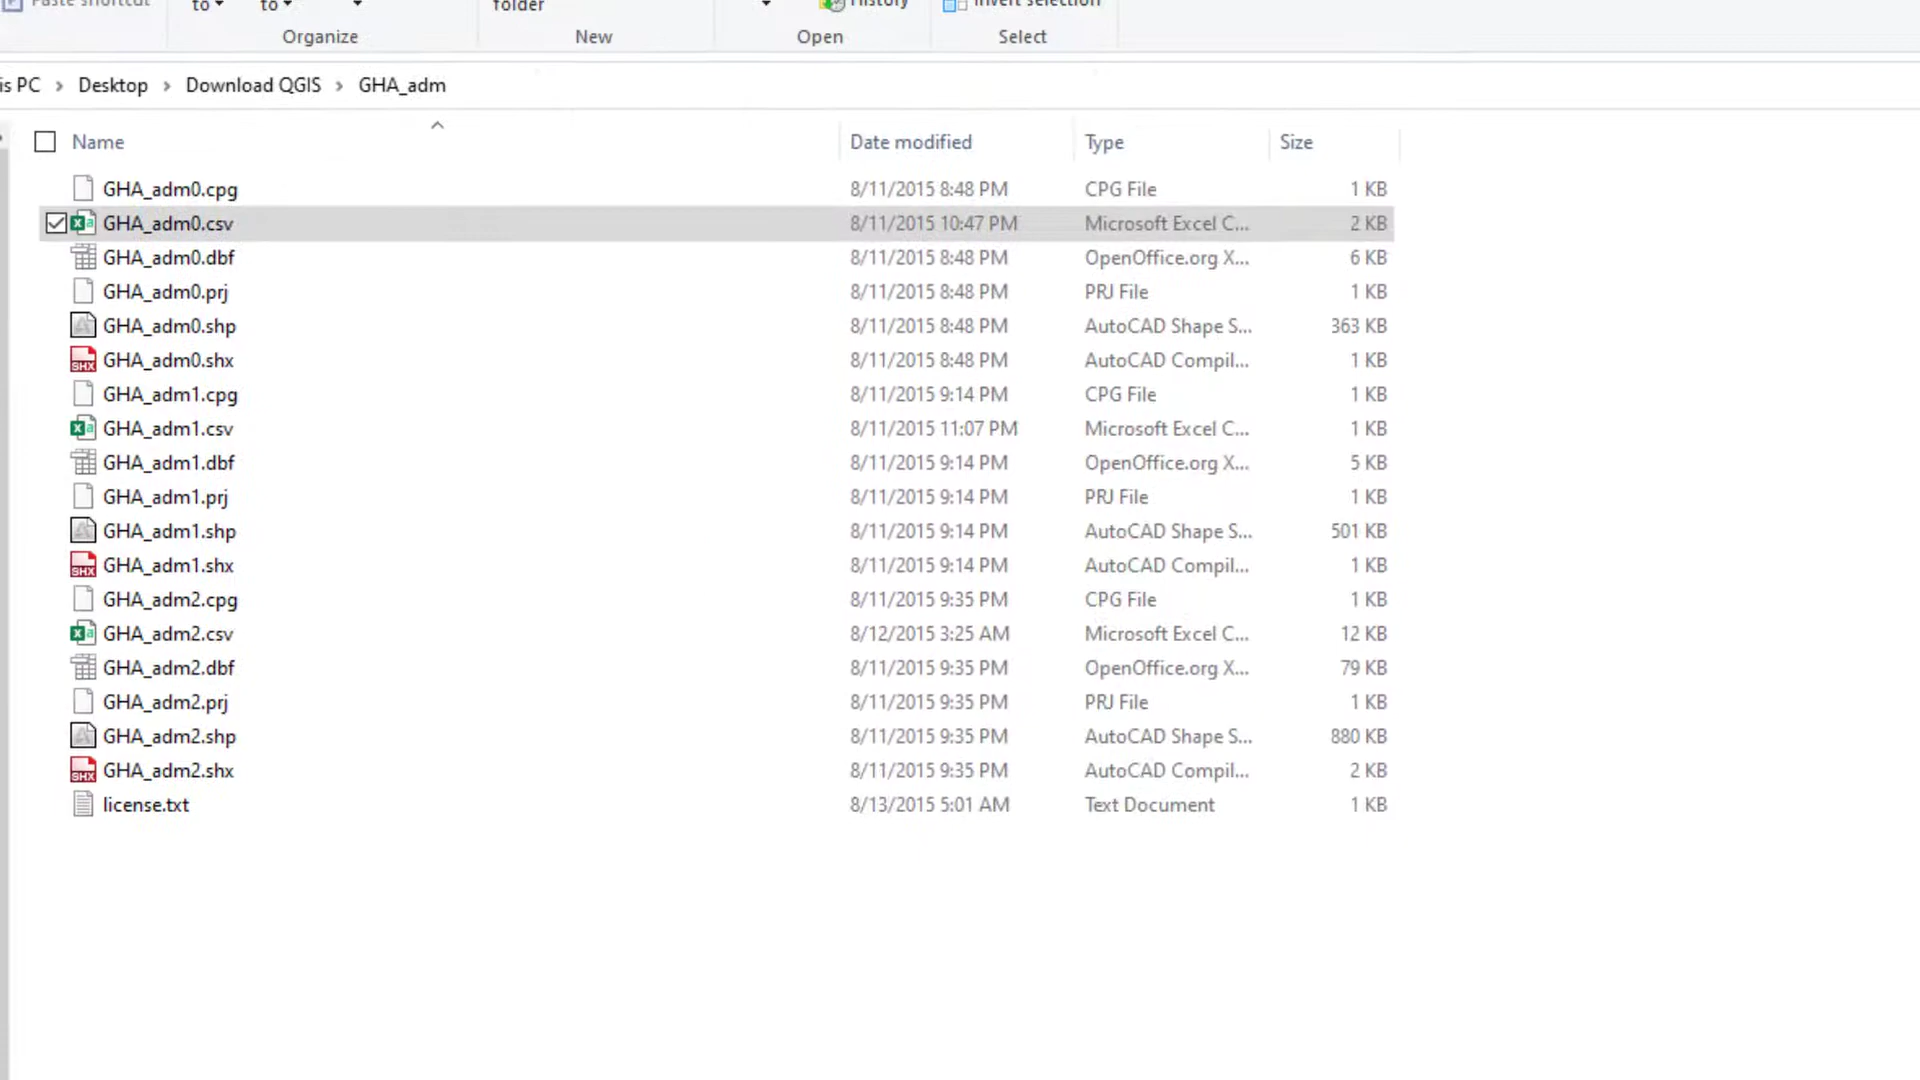 Paste shortcut
to to
folder
History
Invert selection
Organize New Open Select
is PC > Desktop > Download QGIS > GHA_adm
Name Date modified Type Size
GHA_adm0.cpg 8/11/2015 8:48 PM CPG File 1 KB
GHA_adm0.csv 8/11/2015 10:47 PM Microsoft Excel C... 2 KB
GHA_adm0.dbf 8/11/2015 8:48 PM OpenOffice.org X... 6 KB
GHA_adm0.prj 8/11/2015 8:48 PM PRJ File 1 KB
GHA_adm0.shp 8/11/2015 8:48 PM AutoCAD Shape S... 363 KB
SHX GHA_adm0.shx 8/11/2015 8:48 PM AutoCAD Compil... 1 KB
GHA_adm1.cpg 8/11/2015 9:14 PM CPG File 1 KB
GHA_adm1.csv 8/11/2015 11:07 PM Microsoft Excel C... 1 KB
GHA_adm1.dbf 8/11/2015 9:14 PM OpenOffice.org X... 5 KB
GHA_adm1.prj 8/11/2015 9:14 PM PRJ File 1 KB
GHA_adm1.shp 8/11/2015 9:14 PM AutoCAD Shape S... 501 KB
SHX GHA_adm1.shx 8/11/2015 9:14 PM AutoCAD Compil... 1 KB
GHA_adm2.cpg 8/11/2015 9:35 PM CPG File 1 KB
GHA_adm2.csv 8/12/2015 3:25 AM Microsoft Excel C... 12 KB
GHA_adm2.dbf 8/11/2015 9:35 PM OpenOffice.org X... 79 KB
GHA_adm2.prj 8/11/2015 9:35 PM PRJ File 1 KB
GHA_adm2.shp 8/11/2015 9:35 PM AutoCAD Shape S... 880 KB
SHX GHA_adm2.shx 8/11/2015 9:35 PM AutoCAD Compil... 2 KB
license.txt 8/13/2015 5:01 AM Text Document 1 KB